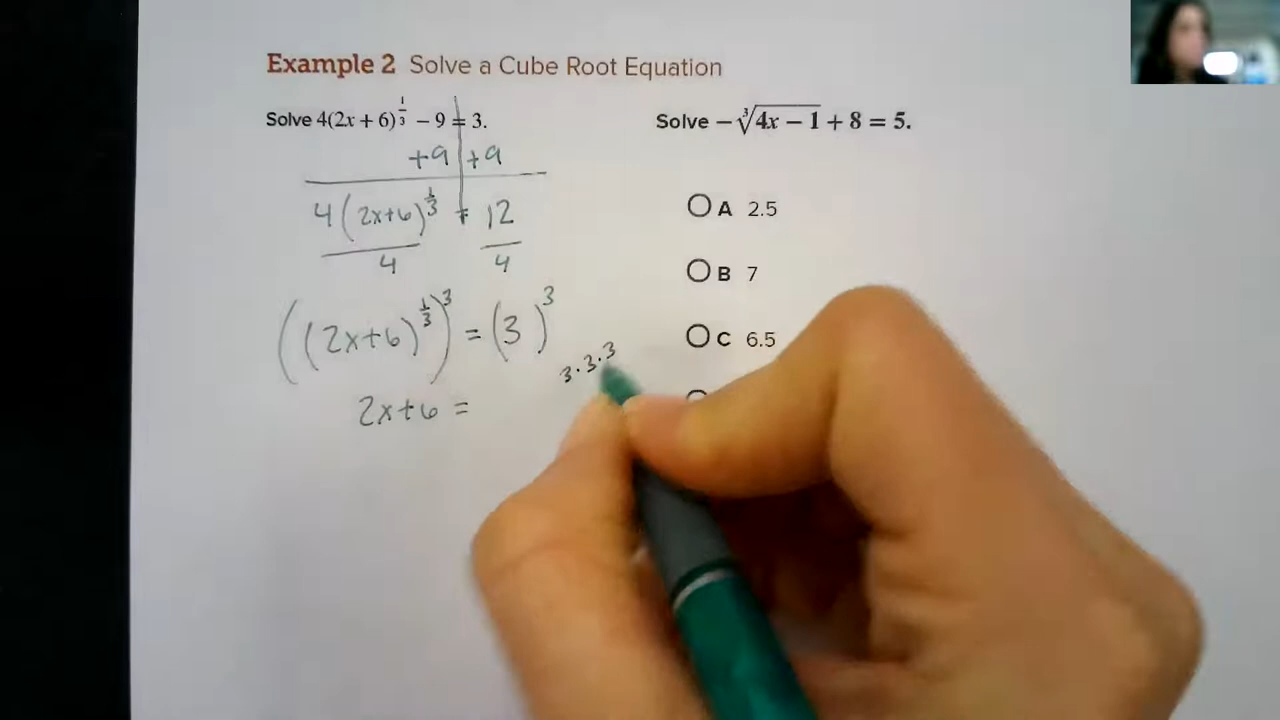 Example 2 Solve a Cube Root Equation
Solve 4(2x + 6)^{1/3} − 9 = 3.
+9 +9
4(2x+6)^{1/3} = 12
4 4
((2x+6)^{1/3})^3 = (3)^3
3·3·3
2x+6 =
Solve −∛(4x − 1) + 8 = 5.
A 2.5
B 7
C 6.5